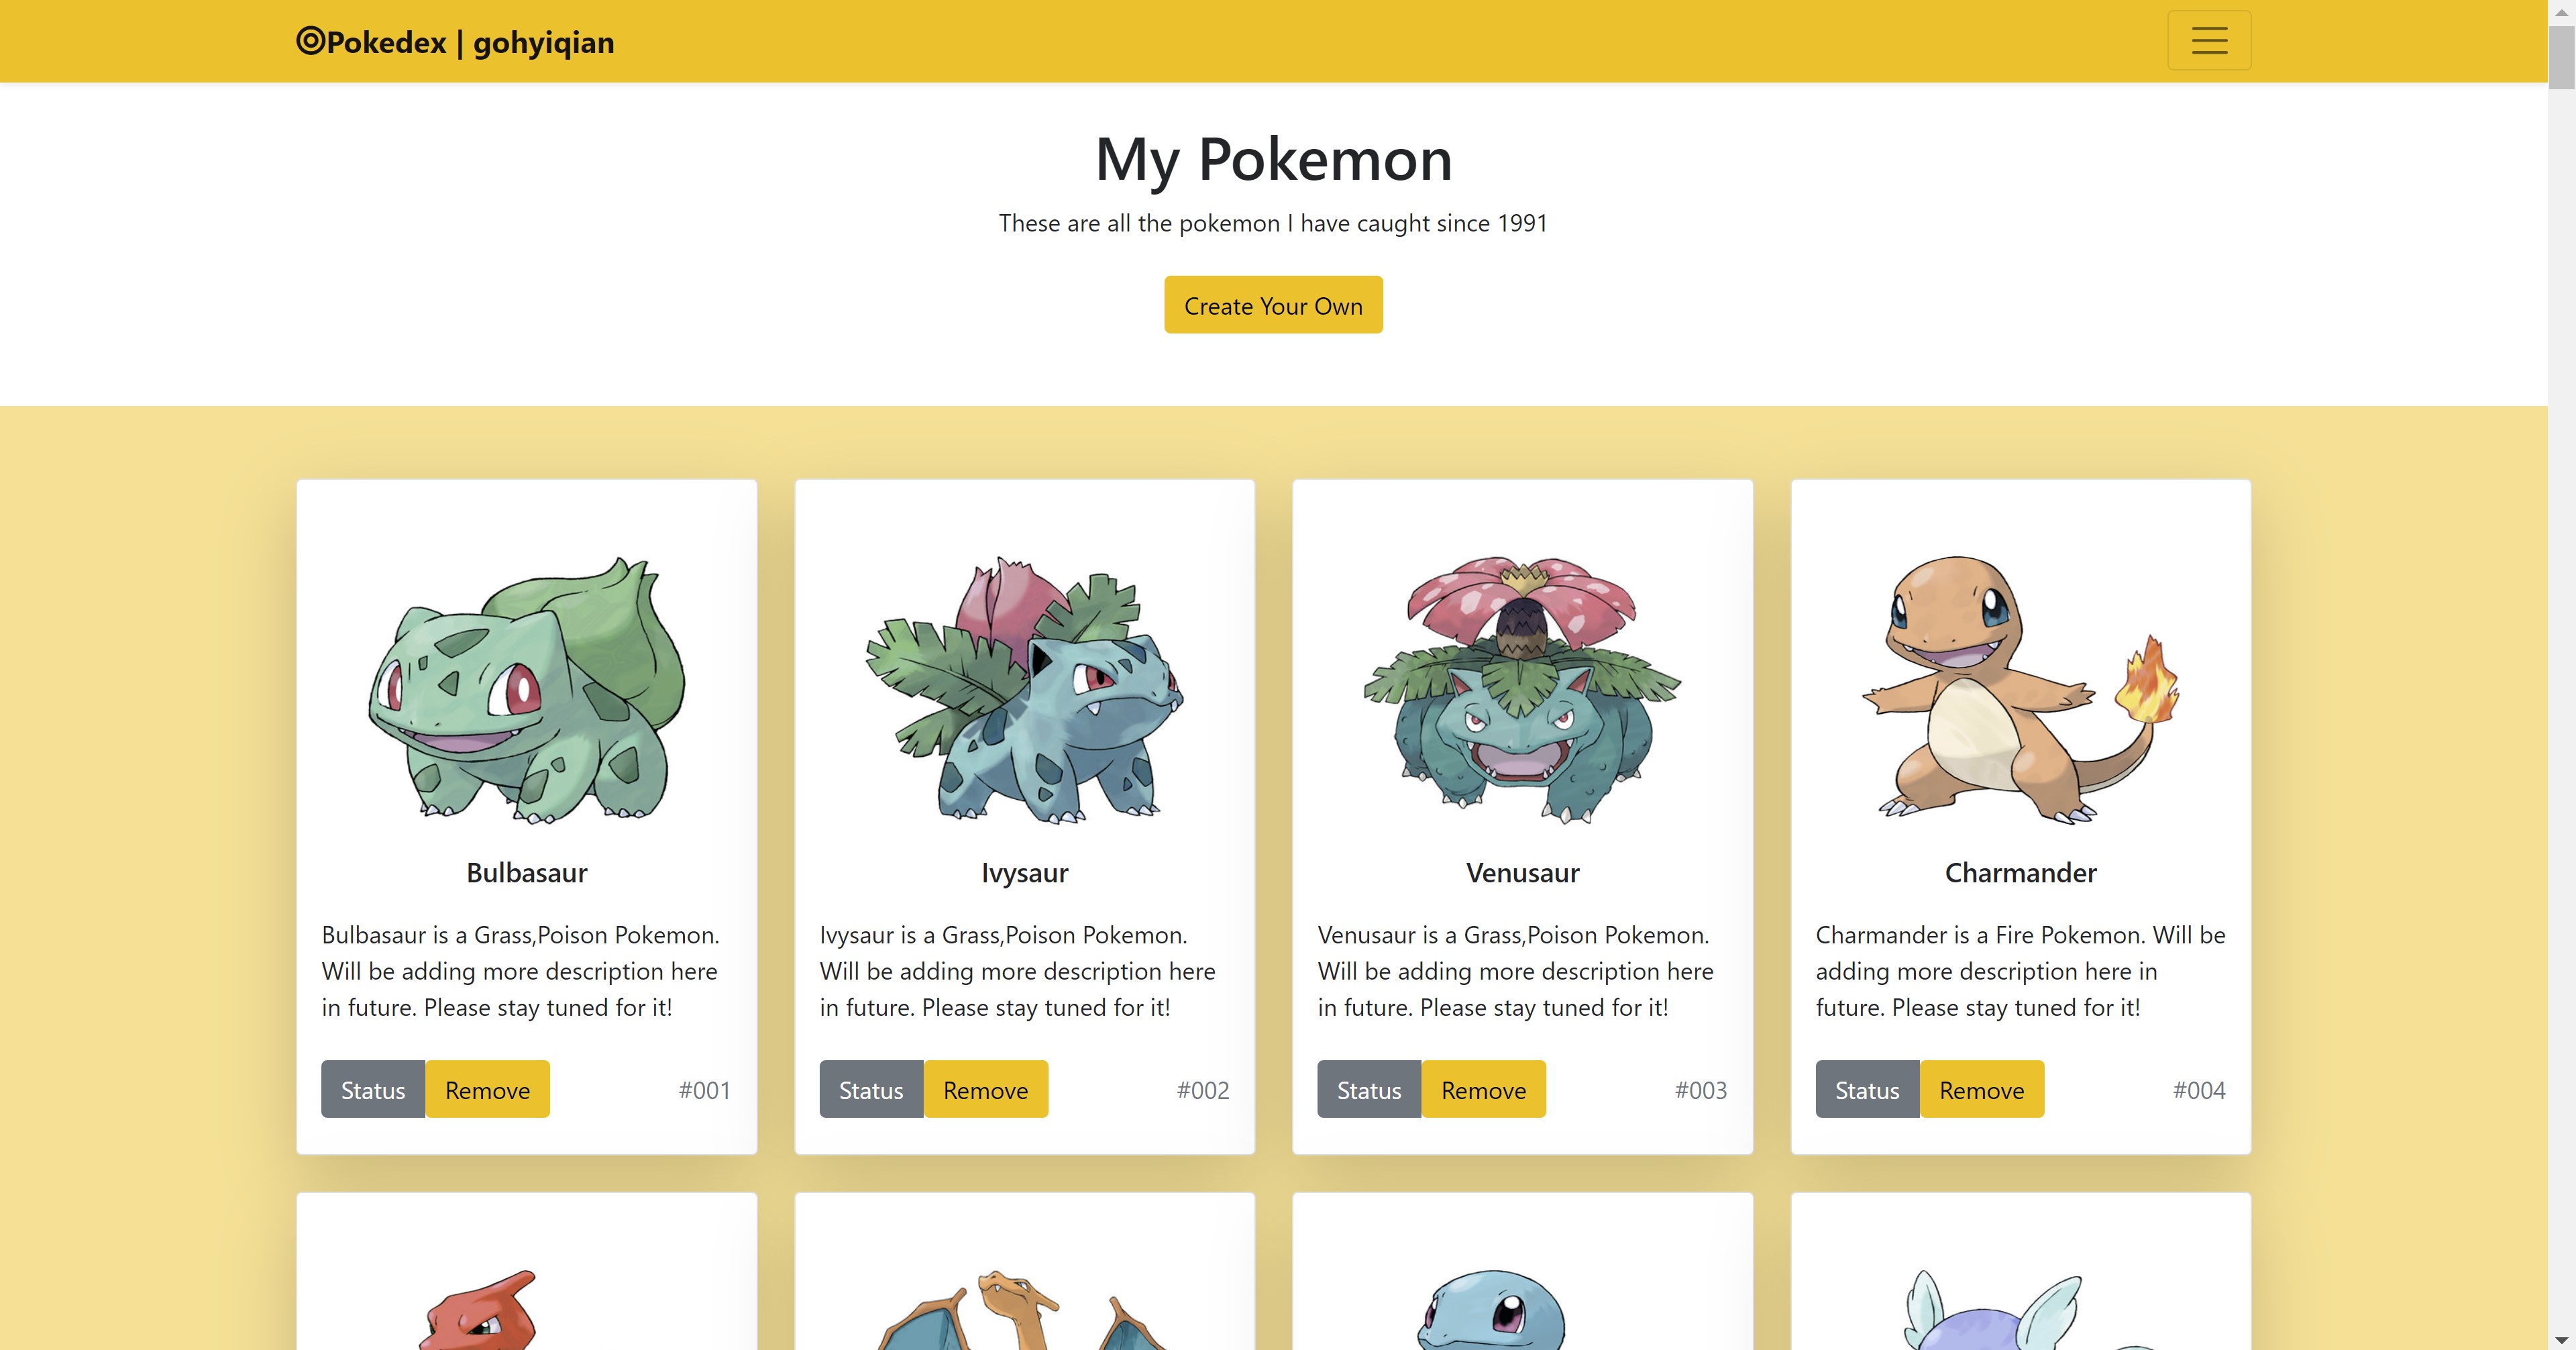 Pokedex | gohyiqian
My Pokemon
These are all the pokemon I have caught since 1991
Create Your Own
Bulbasaur
Bulbasaur is a Grass,Poison Pokemon.
Will be adding more description here
in future. Please stay tuned for it!
Status Remove #001
Ivysaur
Ivysaur is a Grass,Poison Pokemon.
Will be adding more description here
in future. Please stay tuned for it!
Status Remove #002
Venusaur
Venusaur is a Grass,Poison Pokemon.
Will be adding more description here
in future. Please stay tuned for it!
Status Remove #003
Charmander
Charmander is a Fire Pokemon. Will be
adding more description here in
future. Please stay tuned for it!
Status Remove #004